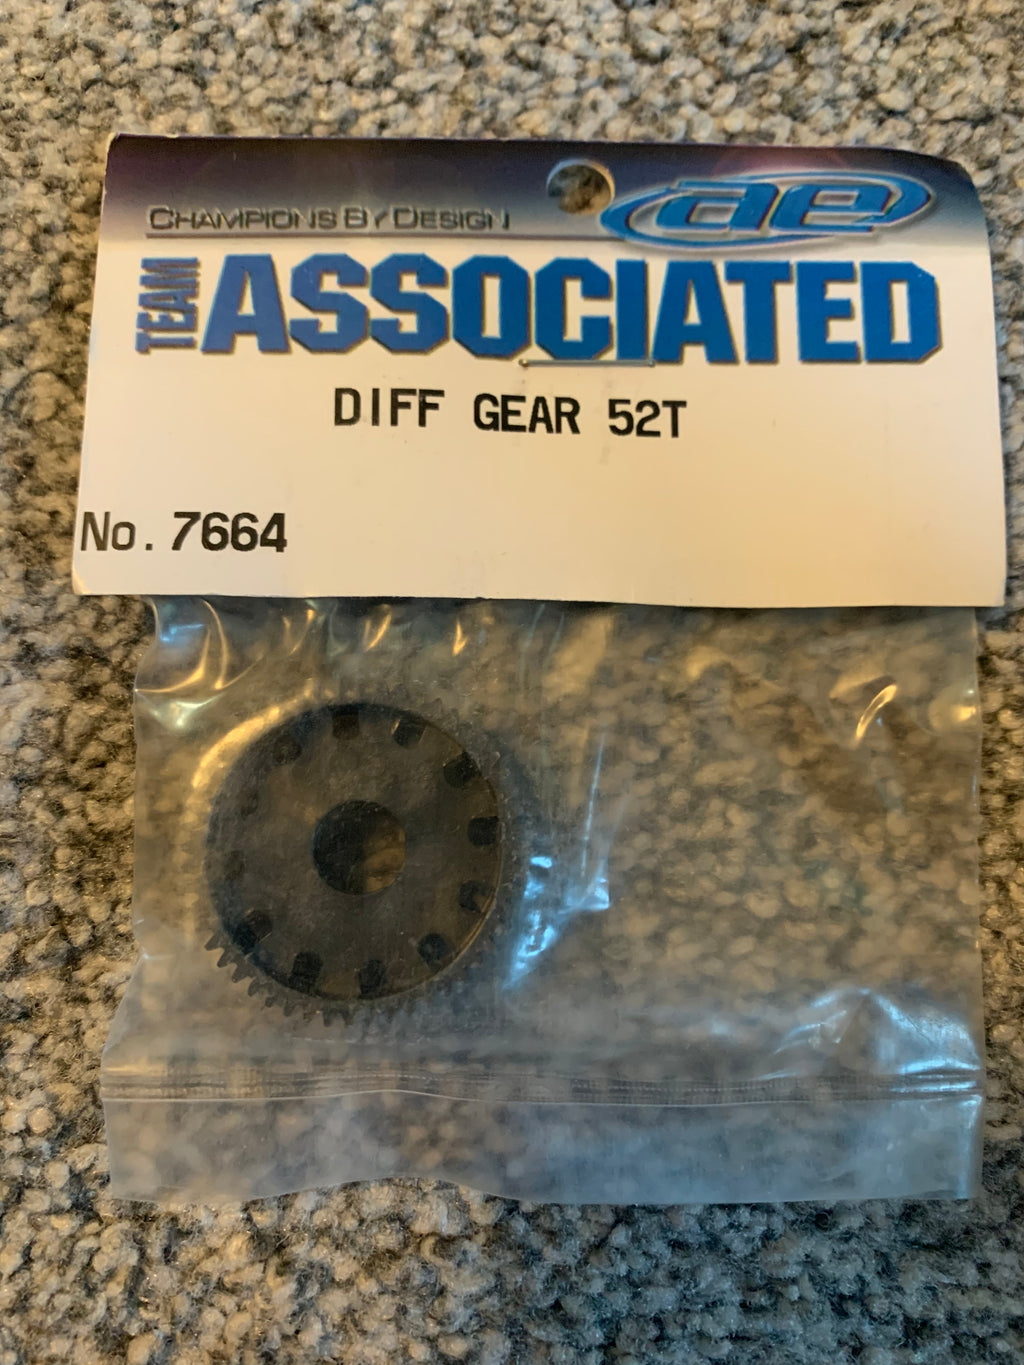 CHAMPIONS BY DESIGN
ae
TEAM ASSOCIATED
DIFF GEAR 52T
No. 7664